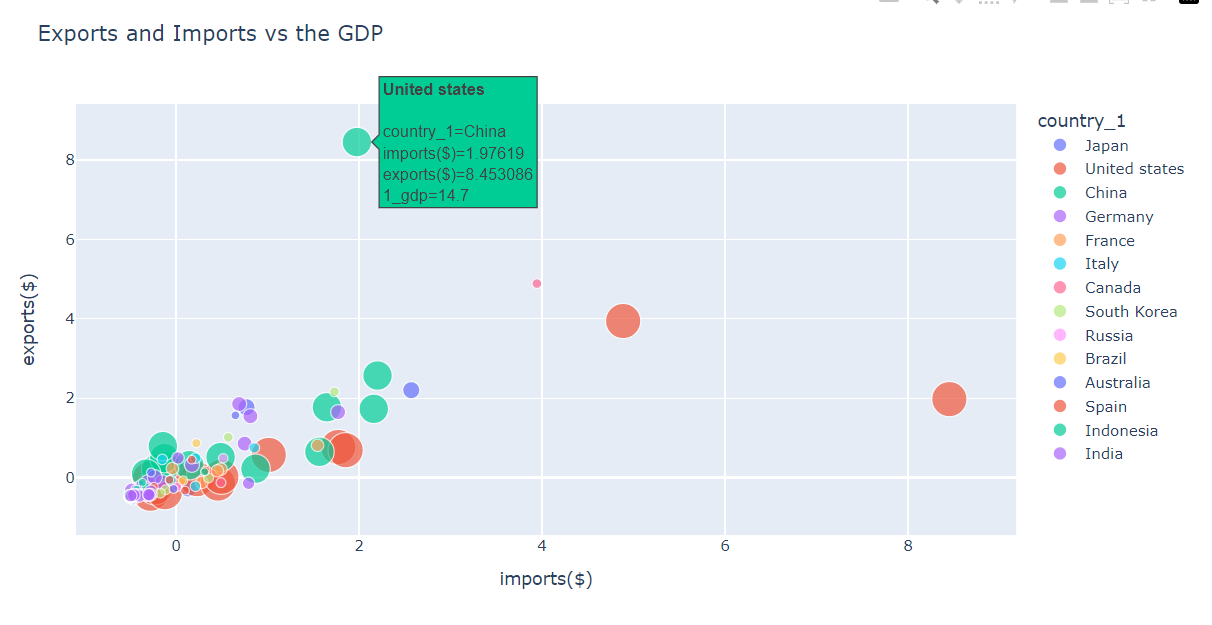 Exports and Imports vs the GDP
United states
country_1=China
imports($)=1.97619
exports($)=8.453086
1_gdp=14.7
8
6
4
2
0
exports($)
0 2 4 6 8
imports($)
country_1
Japan
United states
China
Germany
France
Italy
Canada
South Korea
Russia
Brazil
Australia
Spain
Indonesia
India